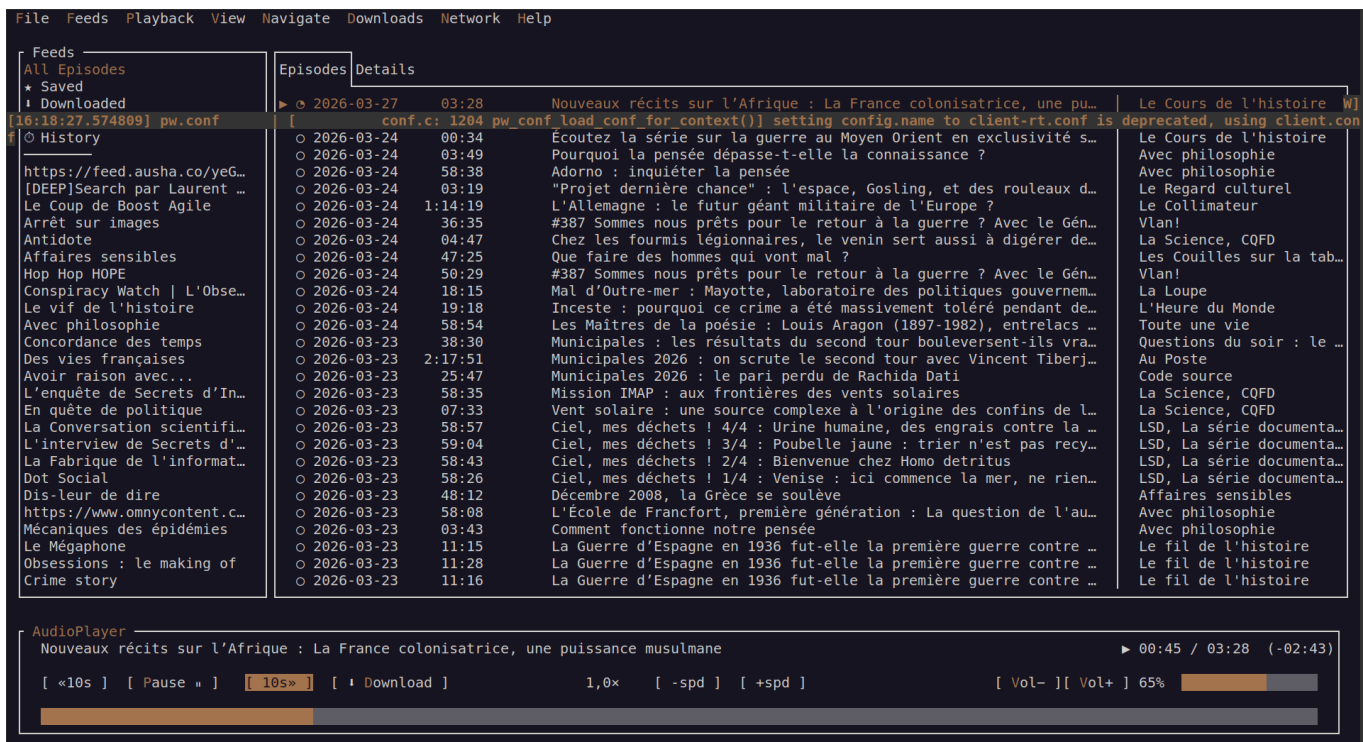 File Feeds Playback View Navigate Downloads Network Help
Feeds
All Episodes
★ Saved
⬇ Downloaded
[16:18:27.574809] pw.conf | [ conf.c: 1204 pw_conf_load_conf_for_context()] setting config.name to client-rt.conf is deprecated, using client.con
f ⏱ History
https://feed.ausha.co/yeG…
[DEEP]Search par Laurent …
Le Coup de Boost Agile
Arrêt sur images
Antidote
Affaires sensibles
Hop Hop HOPE
Conspiracy Watch | L'Obse…
Le vif de l'histoire
Avec philosophie
Concordance des temps
Des vies françaises
Avoir raison avec...
L’enquête de Secrets d’In…
En quête de politique
La Conversation scientifi…
L'interview de Secrets d'…
La Fabrique de l'informat…
Dot Social
Dis-leur de dire
https://www.omnycontent.c…
Mécaniques des épidémies
Le Mégaphone
Obsessions : le making of
Crime story
Episodes Details
▶ ◔ 2026-03-27 03:28 Nouveaux récits sur l’Afrique : La France colonisatrice, une pu… Le Cours de l'histoire W]
○ 2026-03-24 00:34 Écoutez la série sur la guerre au Moyen Orient en exclusivité s… Le Cours de l'histoire
○ 2026-03-24 03:49 Pourquoi la pensée dépasse-t-elle la connaissance ? Avec philosophie
○ 2026-03-24 58:38 Adorno : inquiéter la pensée Avec philosophie
○ 2026-03-24 03:19 "Projet dernière chance" : l'espace, Gosling, et des rouleaux d… Le Regard culturel
○ 2026-03-24 1:14:19 L'Allemagne : le futur géant militaire de l'Europe ? Le Collimateur
○ 2026-03-24 36:35 #387 Sommes nous prêts pour le retour à la guerre ? Avec le Gén… Vlan!
○ 2026-03-24 04:47 Chez les fourmis légionnaires, le venin sert aussi à digérer de… La Science, CQFD
○ 2026-03-24 47:25 Que faire des hommes qui vont mal ? Les Couilles sur la tab…
○ 2026-03-24 50:29 #387 Sommes nous prêts pour le retour à la guerre ? Avec le Gén… Vlan!
○ 2026-03-24 18:15 Mal d’Outre-mer : Mayotte, laboratoire des politiques gouvernem… La Loupe
○ 2026-03-24 19:18 Inceste : pourquoi ce crime a été massivement toléré pendant de… L'Heure du Monde
○ 2026-03-24 58:54 Les Maîtres de la poésie : Louis Aragon (1897-1982), entrelacs … Toute une vie
○ 2026-03-23 38:30 Municipales : les résultats du second tour bouleversent-ils vra… Questions du soir : le …
○ 2026-03-23 2:17:51 Municipales 2026 : on scrute le second tour avec Vincent Tiberj… Au Poste
○ 2026-03-23 25:47 Municipales 2026 : le pari perdu de Rachida Dati Code source
○ 2026-03-23 58:35 Mission IMAP : aux frontières des vents solaires La Science, CQFD
○ 2026-03-23 07:33 Vent solaire : une source complexe à l'origine des confins de l… La Science, CQFD
○ 2026-03-23 58:57 Ciel, mes déchets ! 4/4 : Urine humaine, des engrais contre la … LSD, La série documenta…
○ 2026-03-23 59:04 Ciel, mes déchets ! 3/4 : Poubelle jaune : trier n'est pas recy… LSD, La série documenta…
○ 2026-03-23 58:43 Ciel, mes déchets ! 2/4 : Bienvenue chez Homo detritus LSD, La série documenta…
○ 2026-03-23 58:26 Ciel, mes déchets ! 1/4 : Venise : ici commence la mer, ne rien… LSD, La série documenta…
○ 2026-03-23 48:12 Décembre 2008, la Grèce se soulève Affaires sensibles
○ 2026-03-23 58:08 L'École de Francfort, première génération : La question de l'au… Avec philosophie
○ 2026-03-23 03:43 Comment fonctionne notre pensée Avec philosophie
○ 2026-03-23 11:15 La Guerre d’Espagne en 1936 fut-elle la première guerre contre … Le fil de l'histoire
○ 2026-03-23 11:28 La Guerre d’Espagne en 1936 fut-elle la première guerre contre … Le fil de l'histoire
○ 2026-03-23 11:16 La Guerre d’Espagne en 1936 fut-elle la première guerre contre … Le fil de l'histoire
AudioPlayer
Nouveaux récits sur l’Afrique : La France colonisatrice, une puissance musulmane ▶ 00:45 / 03:28 (-02:43)
[ «10s ] [ Pause ⏸ ] [ 10s» ] [ ⬇ Download ] 1,0× [ -spd ] [ +spd ] [ Vol− ][ Vol+ ] 65%